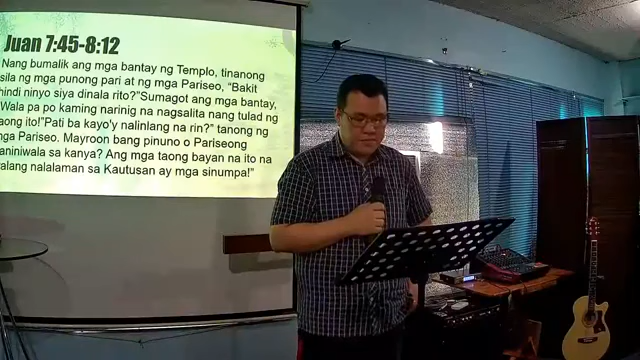 Juan 7:45-8:12
Nang bumalik ang mga bantay ng Templo, tinanong
sila ng mga punong pari at ng mga Pariseo, “Bakit
hindi ninyo siya dinala rito?”Sumagot ang mga bantay,
Wala pa po kaming narinig na nagsalita nang tulad ng
taong ito!”Pati ba kayo'y nalinlang na rin?” tanong ng
mga Pariseo. Mayroon bang pinuno o Pariseong
naniniwala sa kanya? Ang mga taong bayan na ito na
walang nalalaman sa Kautusan ay mga sinumpa!”